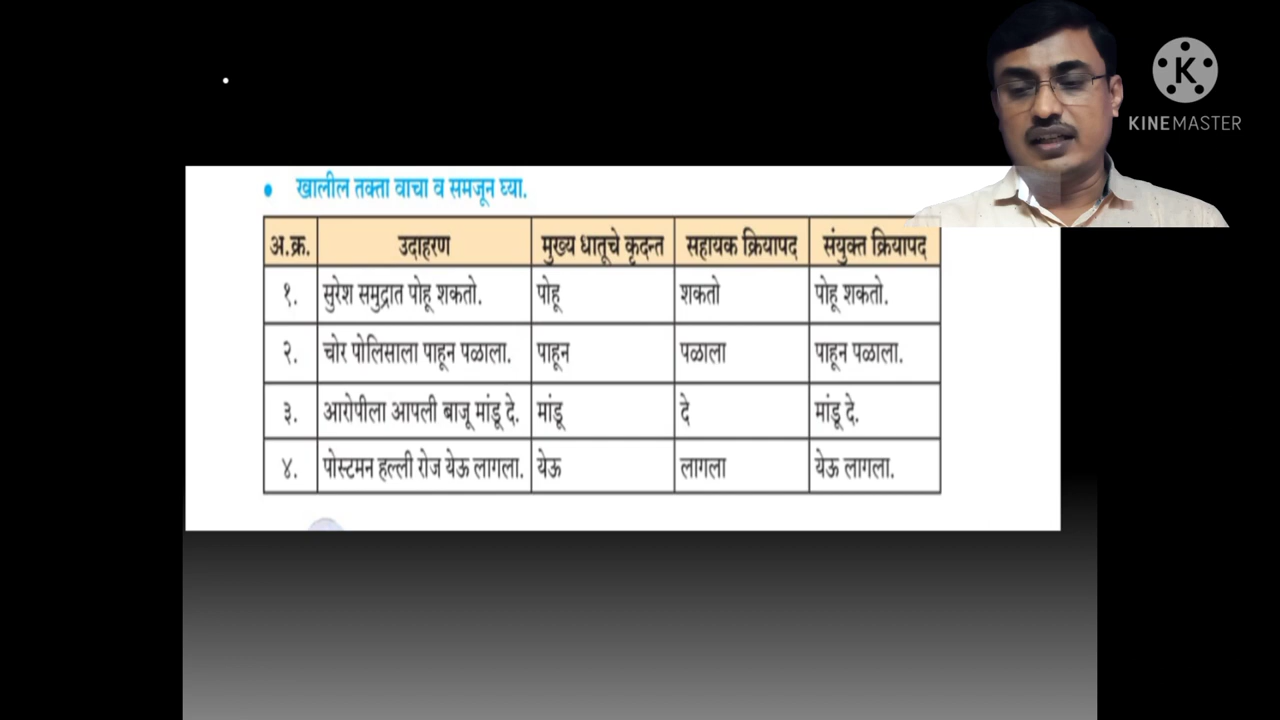 KINEMASTER
• खालील तक्ता वाचा व समजून घ्या.
अ.क्र. उदाहरण मुख्य धातूचे कृदन्त सहायक क्रियापद संयुक्त क्रियापद
१. सुरेश समुद्रात पोहू शकतो. पोहू शकतो पोहू शकतो.
२. चोर पोलिसाला पाहून पळाला. पाहून पळाला पाहून पळाला.
३. आरोपीला आपली बाजू मांडू दे. मांडू दे मांडू दे.
४. पोस्टमन हल्ली रोज येऊ लागला. येऊ लागला येऊ लागला.